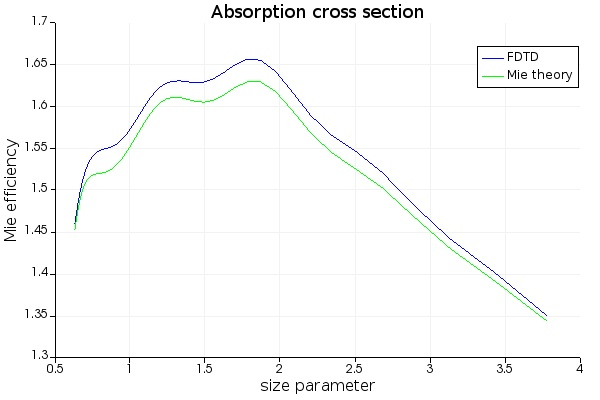 Absorption cross section
1.7
1.65
1.6
1.55
1.5
1.45
1.4
1.35
1.3
Mie efficiency
FDTD
Mie theory
0.5 1 1.5 2 2.5 3 3.5 4
size parameter